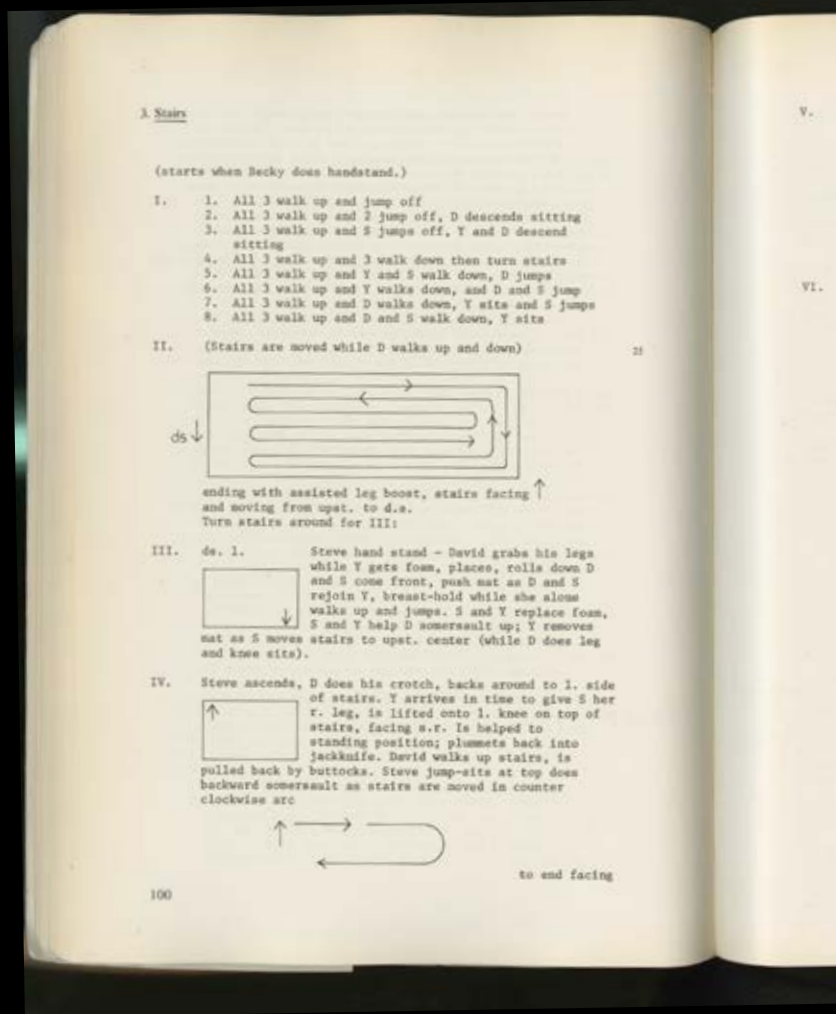 3. Stairs
(starts when Becky does handstand.)
I. 1. All 3 walk up and jump off
2. All 3 walk up and 2 jump off, D descends sitting
3. All 3 walk up and S jumps off, Y and D descend
sitting
4. All 3 walk up and 3 walk down then turn stairs
5. All 3 walk up and Y and S walk down, D jumps
6. All 3 walk up and Y walks down, and D and S jump
7. All 3 walk up and D walks down, Y sits and S jumps
8. All 3 walk up and D and S walk down, Y sits
II. (Stairs are moved while D walks up and down)
25
ds
ending with assisted leg boost, stairs facing
and moving from upst. to d.s.
Turn stairs around for III:
III. ds. l. Steve hand stand - David grabs his legs
while Y gets foam, places, rolls down D
and S come front, push mat as D and S
rejoin Y, breast-hold while she alone
walks up and jumps. S and Y replace foam,
S and Y help D somersault up; Y removes
mat as S moves stairs to upst. center (while D does leg
and knee sits).
IV. Steve ascends, D does his crotch, backs around to l. side
of stairs. Y arrives in time to give S her
r. leg, is lifted onto l. knee on top of
stairs, facing s.r. Is helped to
standing position; plummets back into
jackknife. David walks up stairs, is
pulled back by buttocks. Steve jump-sits at top does
backward somersault as stairs are moved in counter
clockwise arc
to end facing
100
V.
VI.